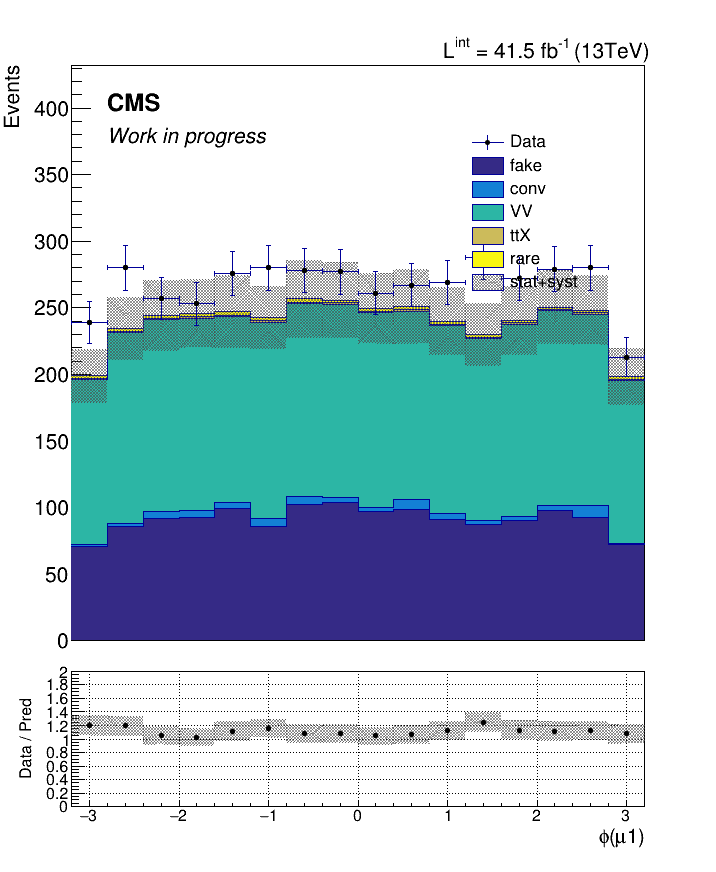 L^int = 41.5 fb^-1 (13TeV)
Events
CMS
Work in progress
Data
fake
conv
VV
ttX
rare
stat+syst
400
350
300
250
200
150
100
50
0
Data / Pred
2
1.8
1.6
1.4
1.2
1
0.8
0.6
0.4
0.2
0
−3 −2 −1 0 1 2 3
ϕ(μ1)